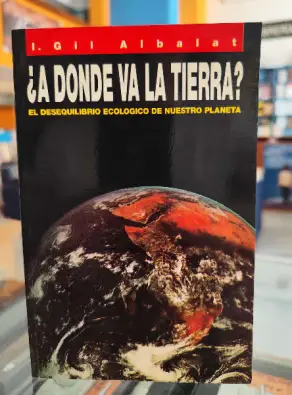 I. Gil Albalat
¿A DONDE VA LA TIERRA?
EL DESEQUILIBRIO ECOLOGICO DE NUESTRO PLANETA